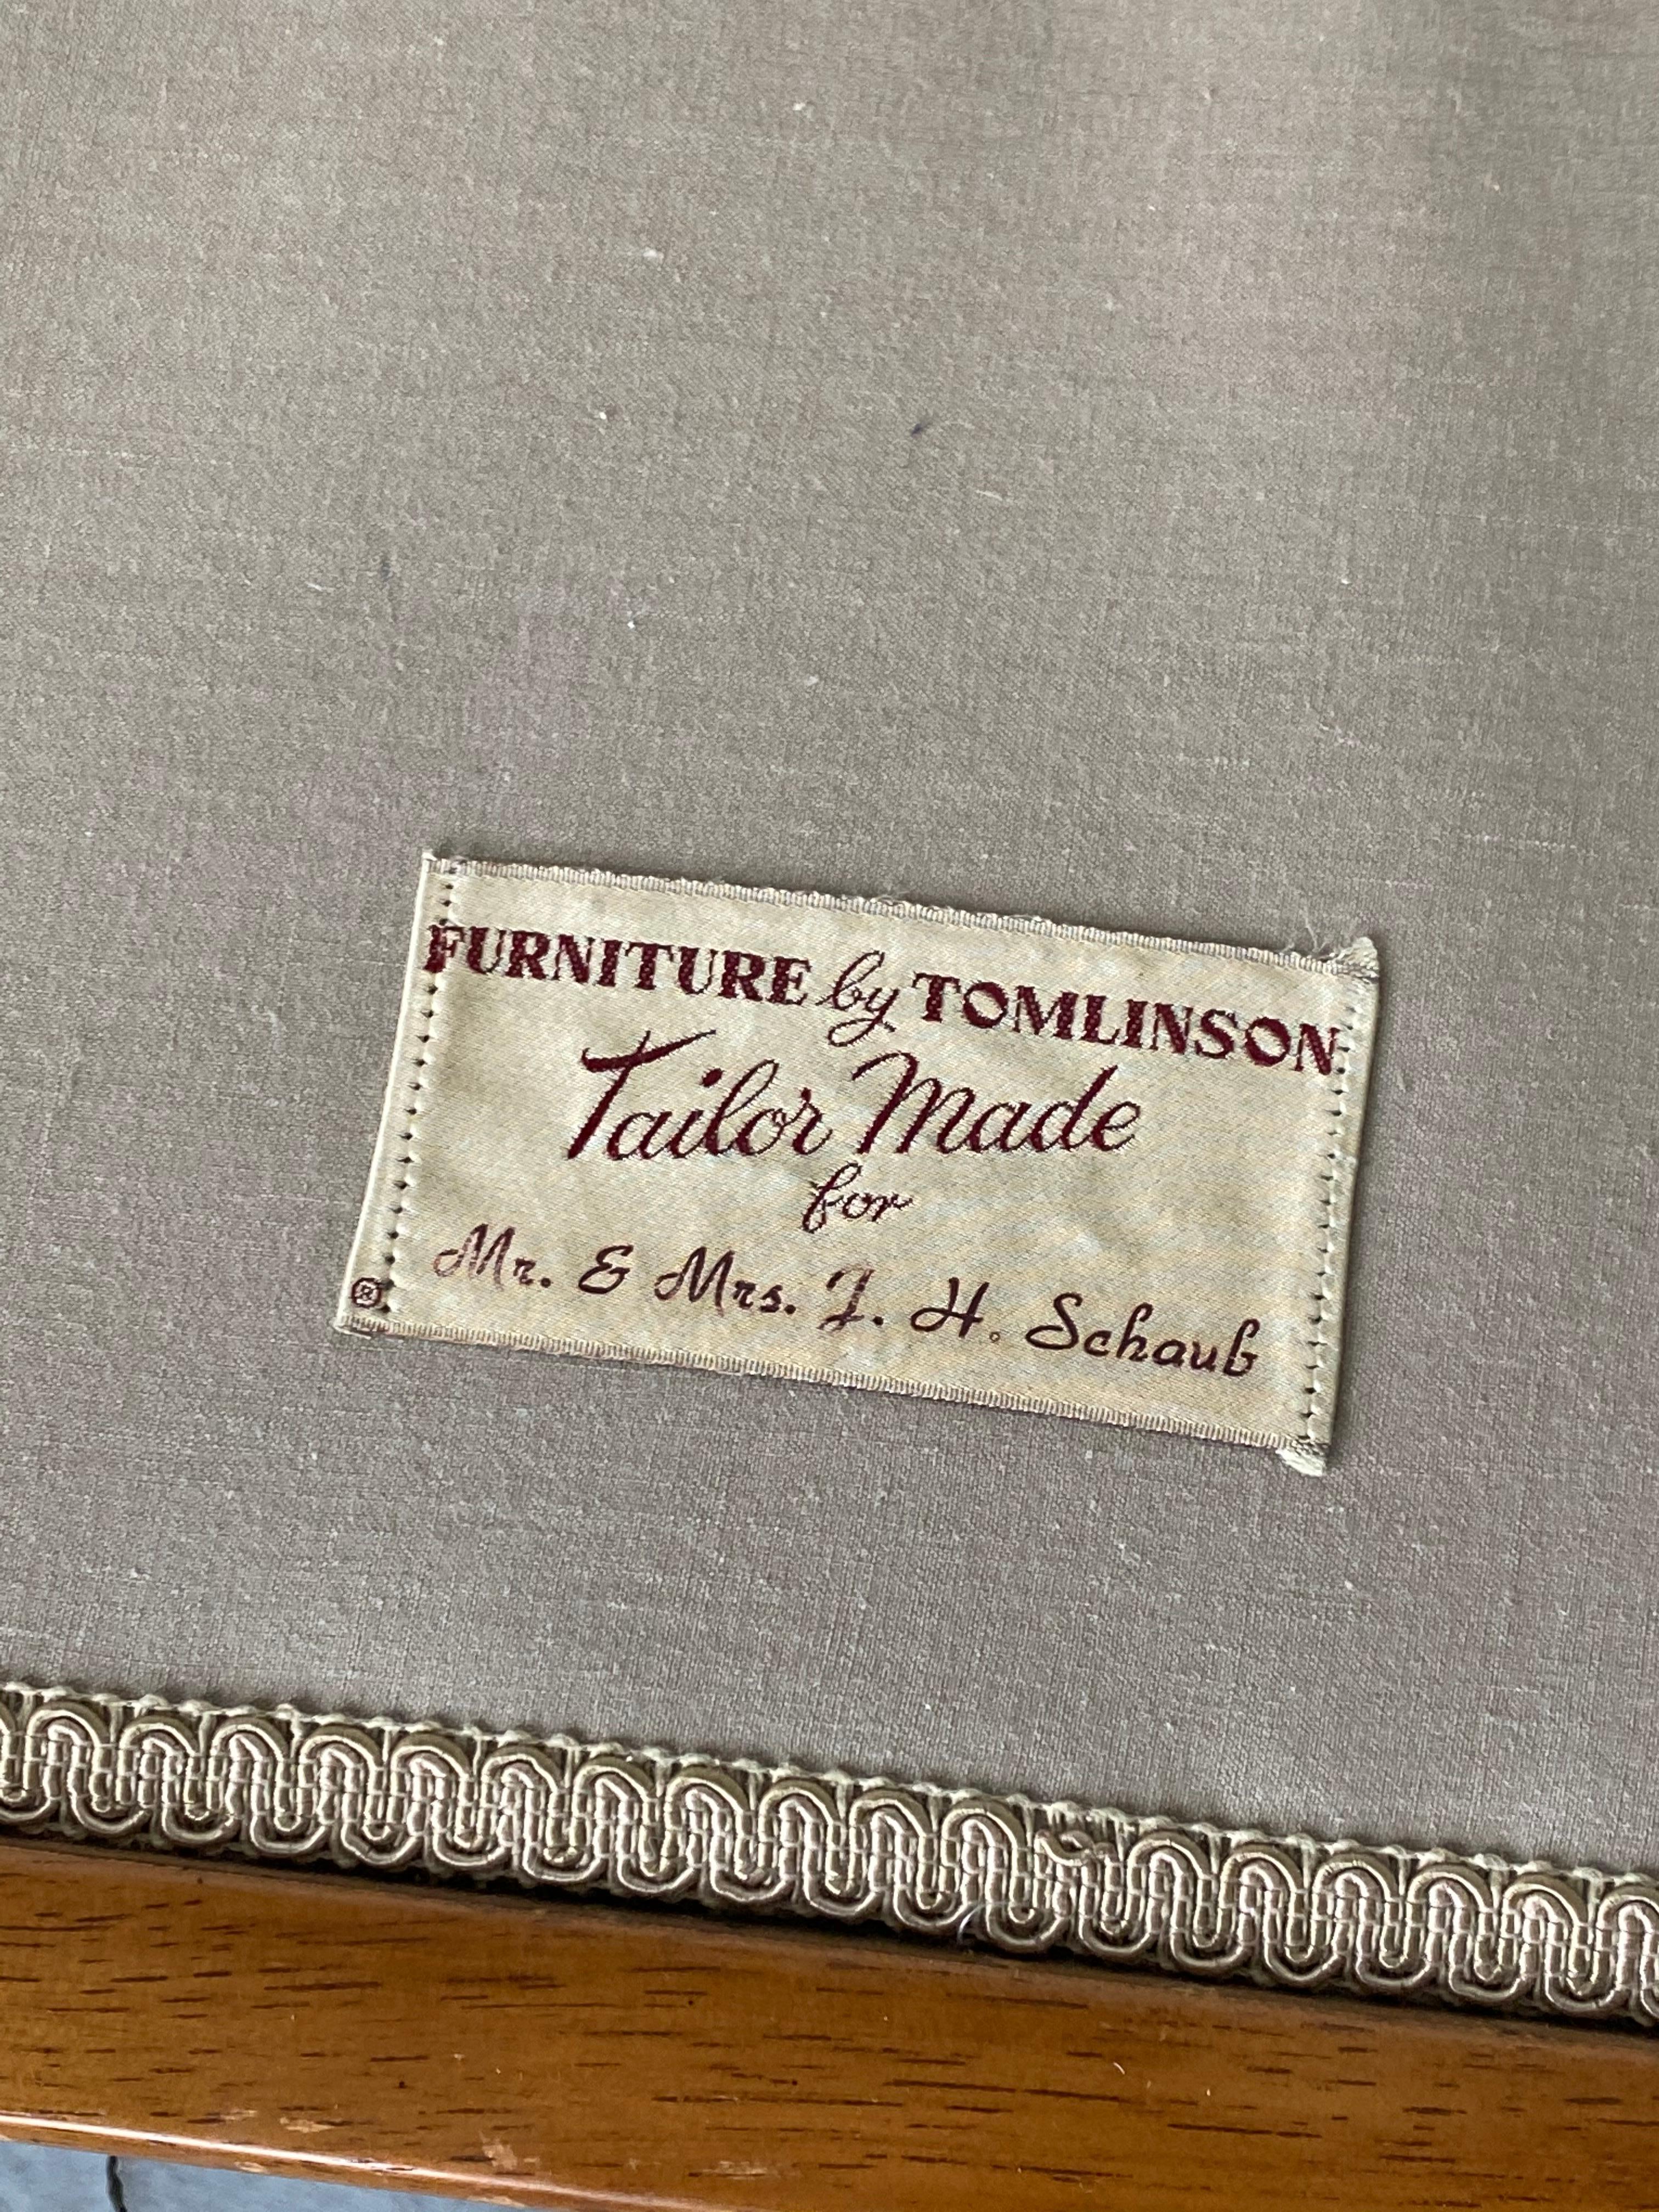 FURNITURE by TOMLINSON
Tailor Made
for
Mr. & Mrs. H. Schaub
®